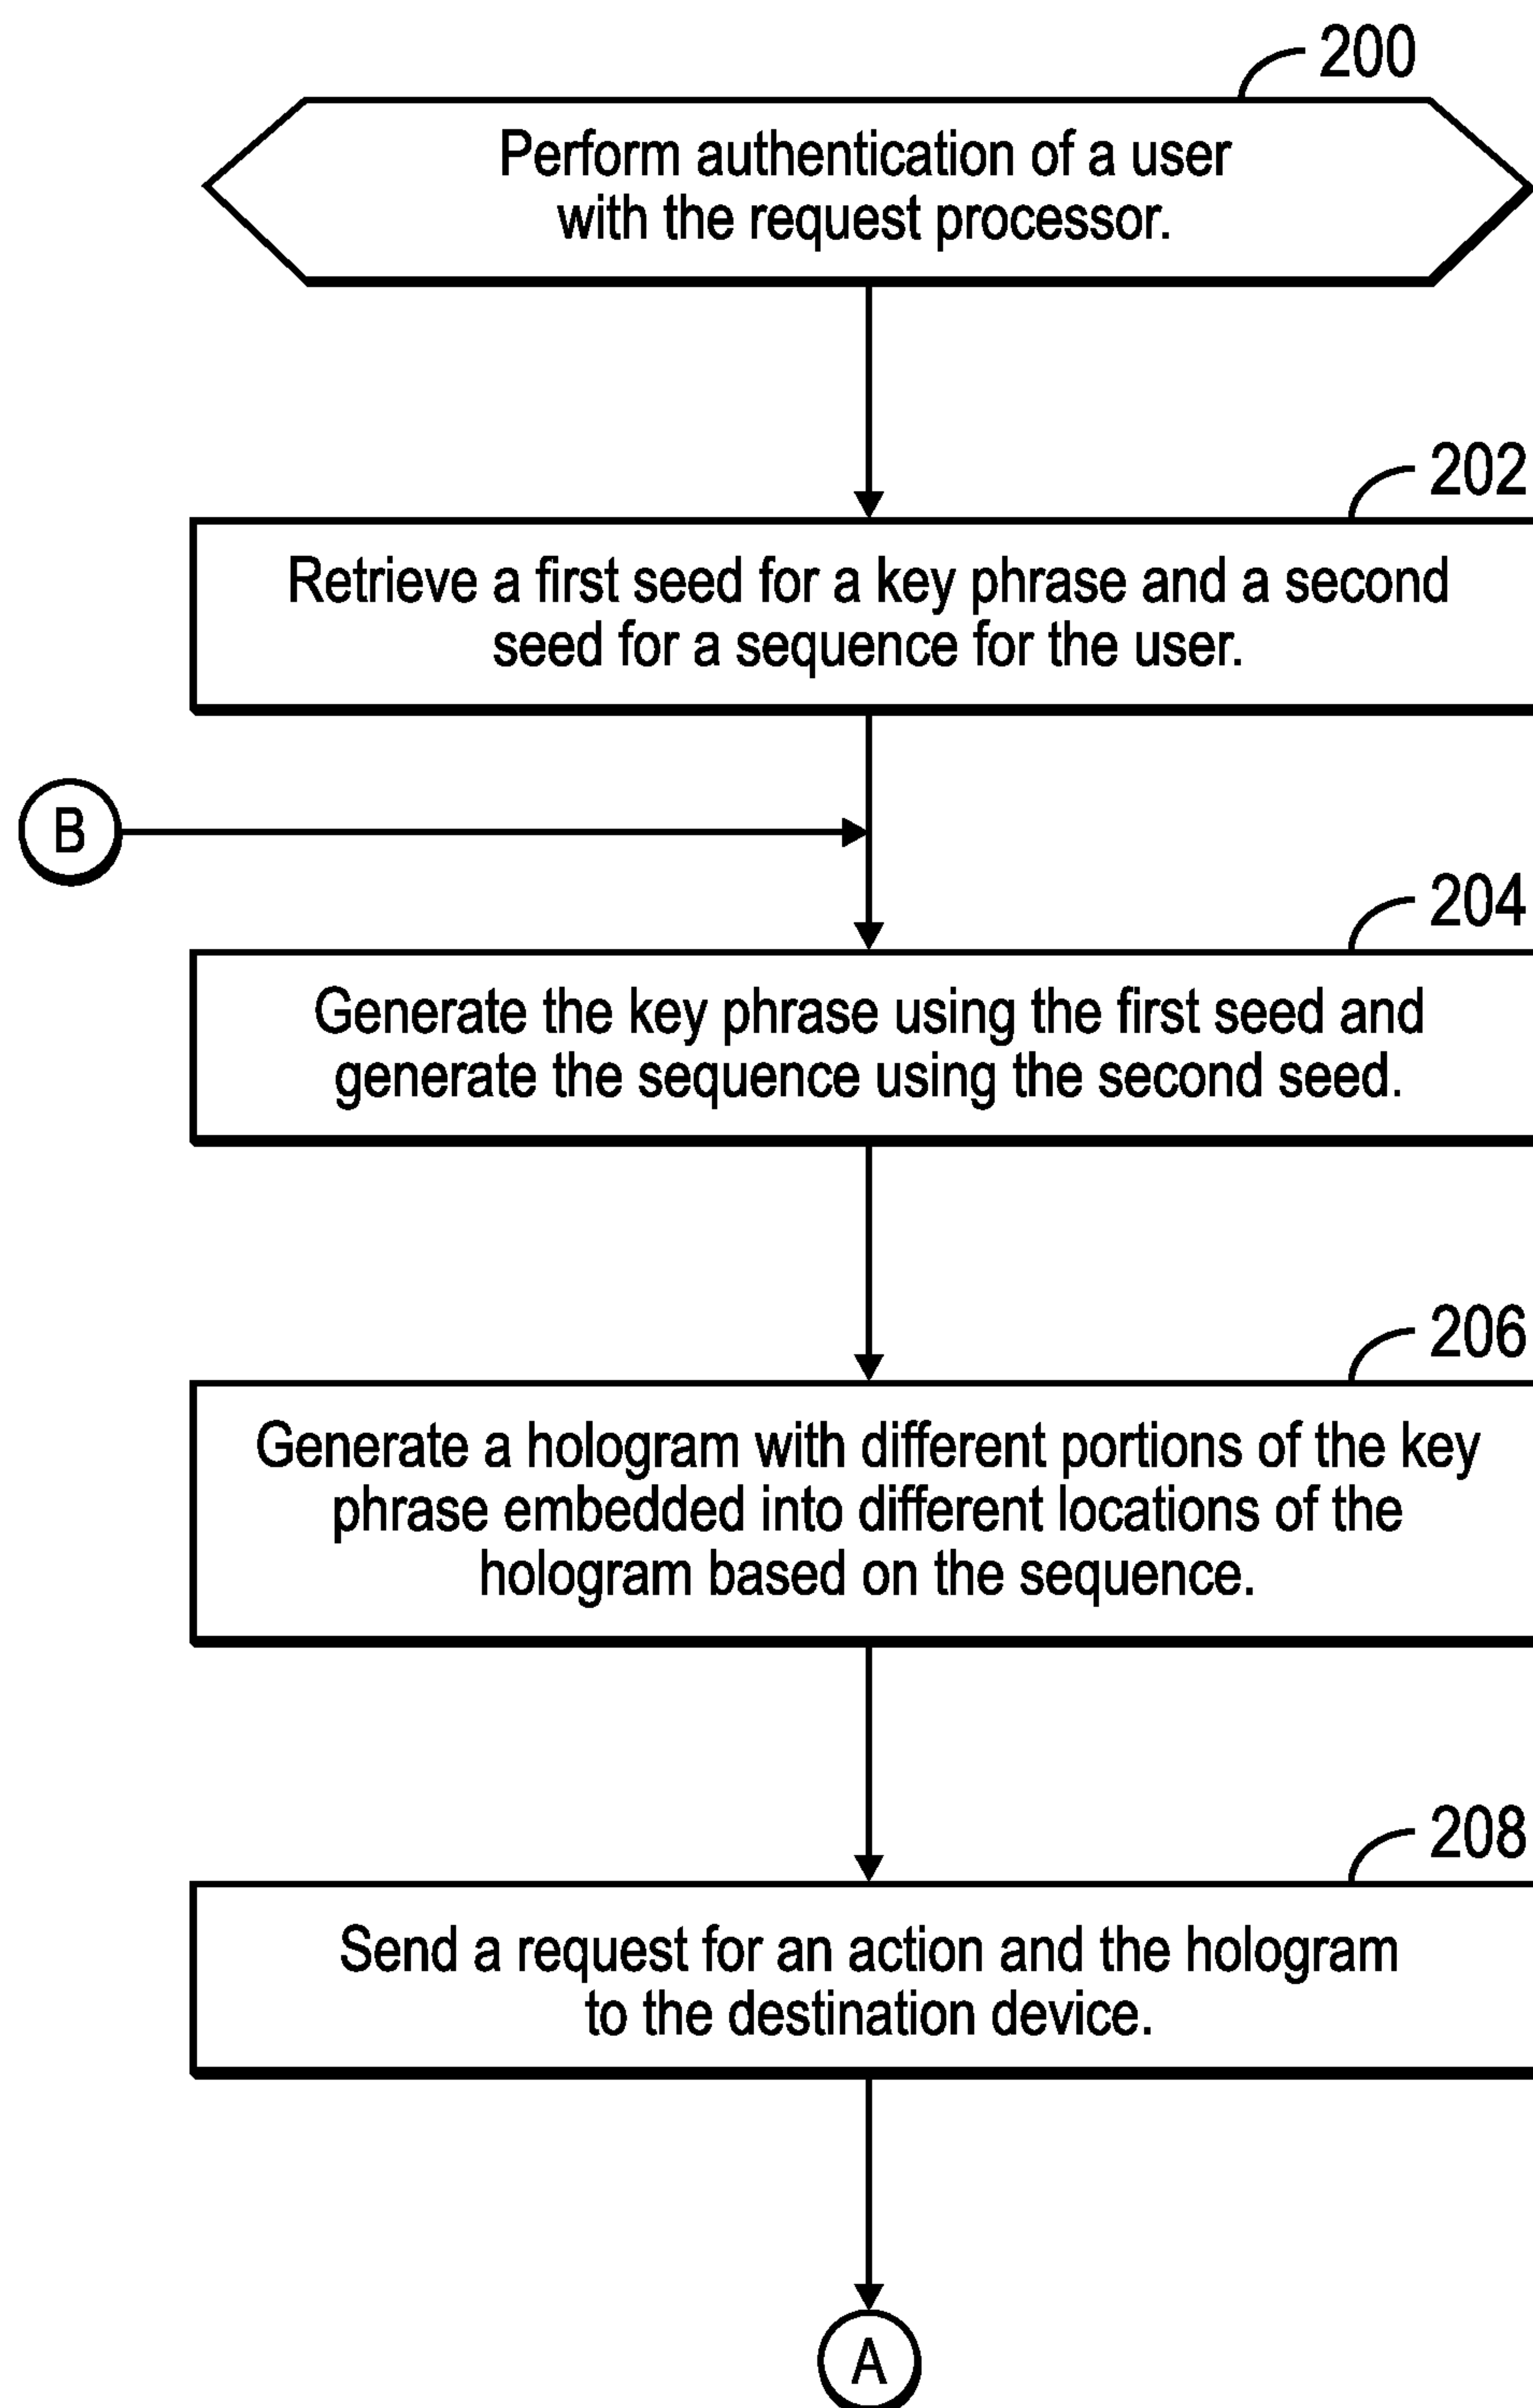 200
Perform authentication of a user
with the request processor.
202
Retrieve a first seed for a key phrase and a second
seed for a sequence for the user.
B
204
Generate the key phrase using the first seed and
generate the sequence using the second seed.
206
Generate a hologram with different portions of the key
phrase embedded into different locations of the
hologram based on the sequence.
208
Send a request for an action and the hologram
to the destination device.
A